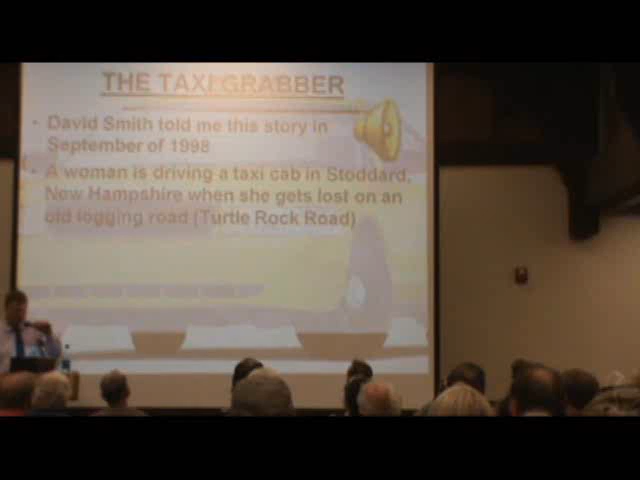 THE TAXI GRABBER
• David Smith told me this story in
September of 1998
• A woman is driving a taxi cab in Stoddard,
New Hampshire when she gets lost on an
old logging road (Turtle Rock Road)